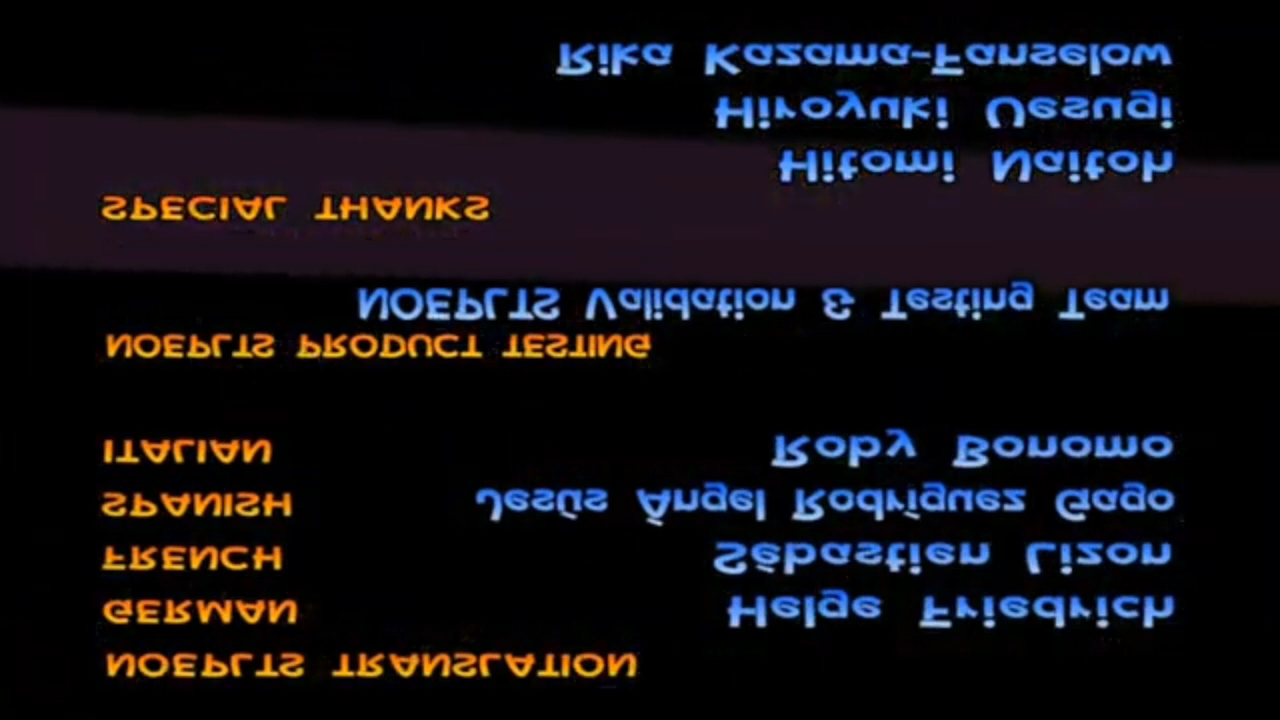 NOEPLTS TRANSLATION
GERMAN Helge Friedrich
FRENCH Sébastien Lizon
SPANISH Jesús Ángel Rodríguez Gago
ITALIAN Roby Bonomo
NOEPLTS PRODUCT TESTING
NOEPLTS Validation & Testing Team
SPECIAL THANKS
Hitomi Naitoh
Hiroyuki Uesugi
Rika Kazama-Fanselow